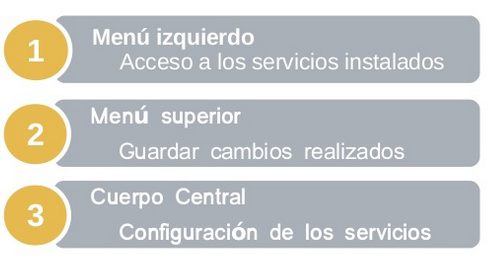 1
Menú izquierdo
Acceso a los servicios instalados
2
Menú superior
Guardar cambios realizados
3
Cuerpo Central
Configuración de los servicios